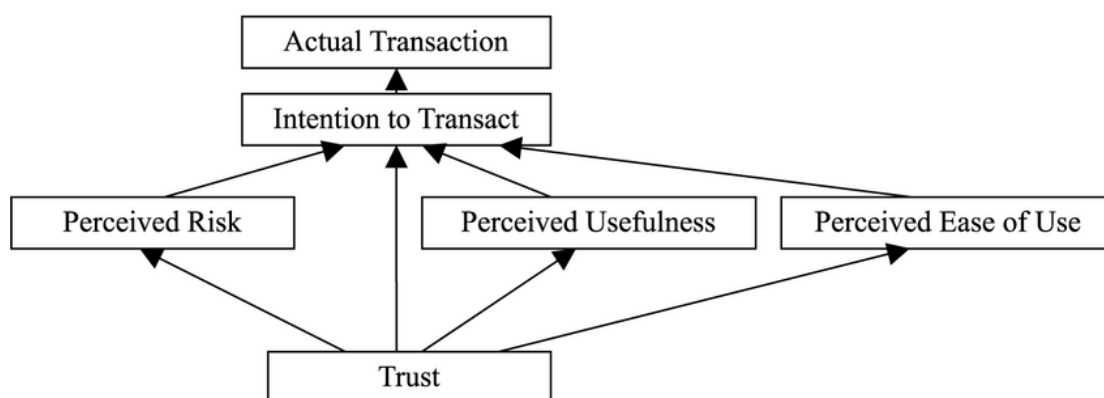 Actual Transaction
Intention to Transact
Perceived Risk
Perceived Usefulness
Perceived Ease of Use
Trust